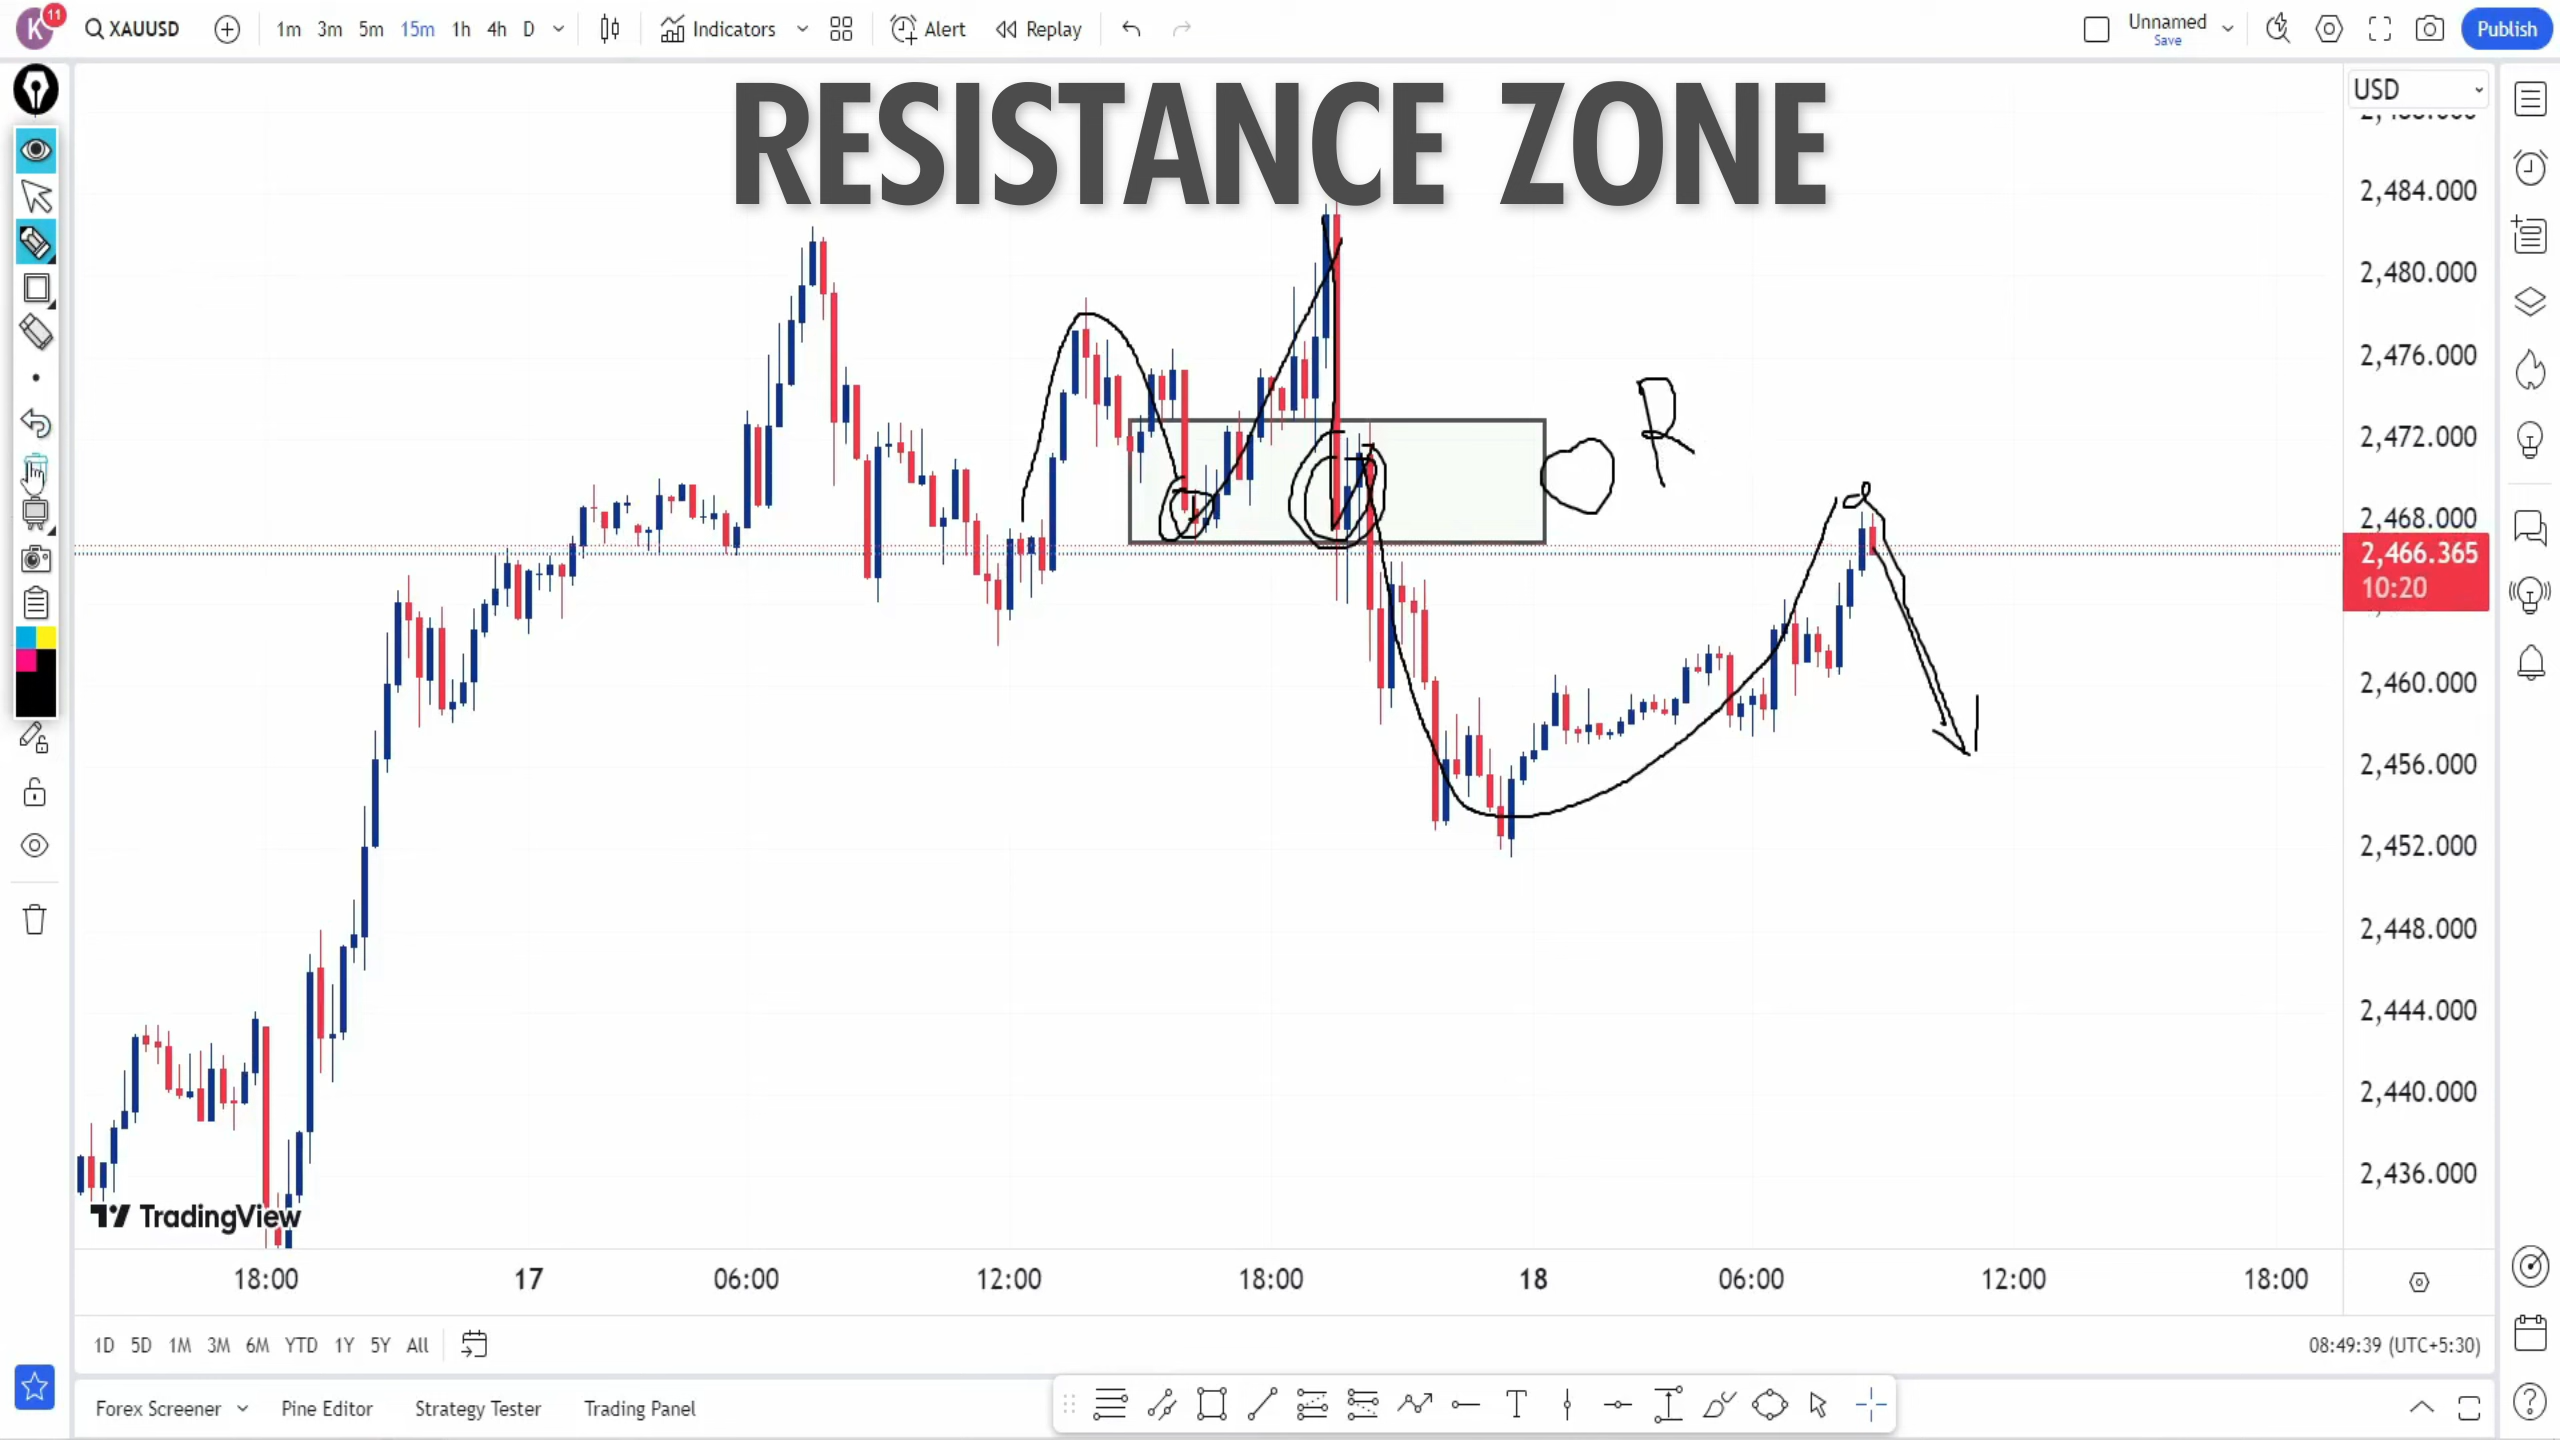 K 11 XAUUSD 1m 3m 5m 15m 1h 4h D Indicators Alert Replay Unnamed Save Publish
RESISTANCE ZONE
USD
2,484.000
2,480.000
2,476.000
R
2,472.000
2,468.000
2,466.365
10:20
2,460.000
2,456.000
2,452.000
2,448.000
2,444.000
2,440.000
2,436.000
TradingView
18:00 17 06:00 12:00 18:00 18 06:00 12:00 18:00
1D 5D 1M 3M 6M YTD 1Y 5Y All 08:49:39 (UTC+5:30)
Forex Screener Pine Editor Strategy Tester Trading Panel